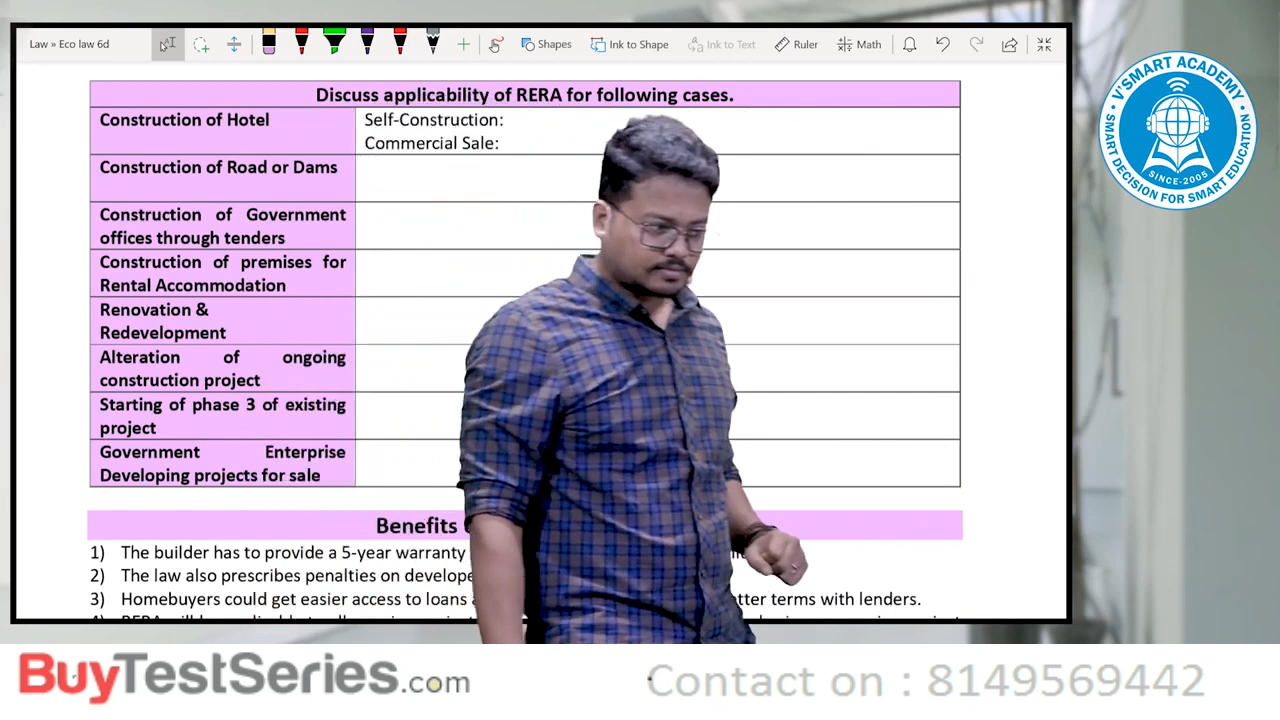 Law » Eco law 6d
Shapes
Ink to Shape
Ink to Text
Ruler
Math
Discuss applicability of RERA for following cases.
Construction of Hotel
Self-Construction:
Commercial Sale:
Construction of Road or Dams
Construction of Government
offices through tenders
Construction of premises for
Rental Accommodation
Renovation &
Redevelopment
Alteration of ongoing
construction project
Starting of phase 3 of existing
project
Government Enterprise
Developing projects for sale
Benefits
1) The builder has to provide a 5-year warranty
2) The law also prescribes penalties on
3) Homebuyers could get easier access to loans terms with lenders.
V'SMART ACADEMY
SINCE-2005
SMART DECISION FOR SMART EDUCATION
BuyTestSeries.com
Contact on : 8149569442